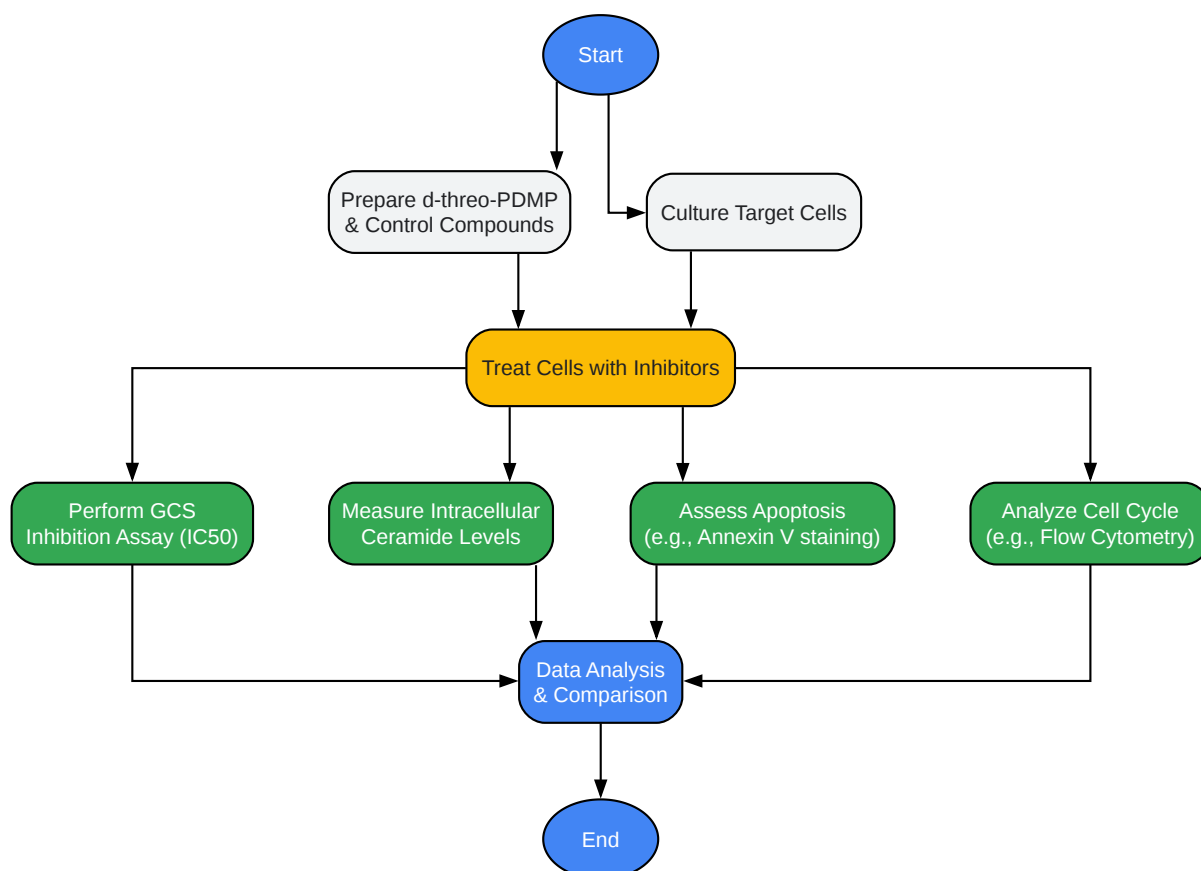 Start
Prepare d-threo-PDMP
& Control Compounds
Culture Target Cells
Treat Cells with Inhibitors
Perform GCS
Inhibition Assay (IC50)
Measure Intracellular
Ceramide Levels
Assess Apoptosis
(e.g., Annexin V staining)
Analyze Cell Cycle
(e.g., Flow Cytometry)
Data Analysis
& Comparison
End